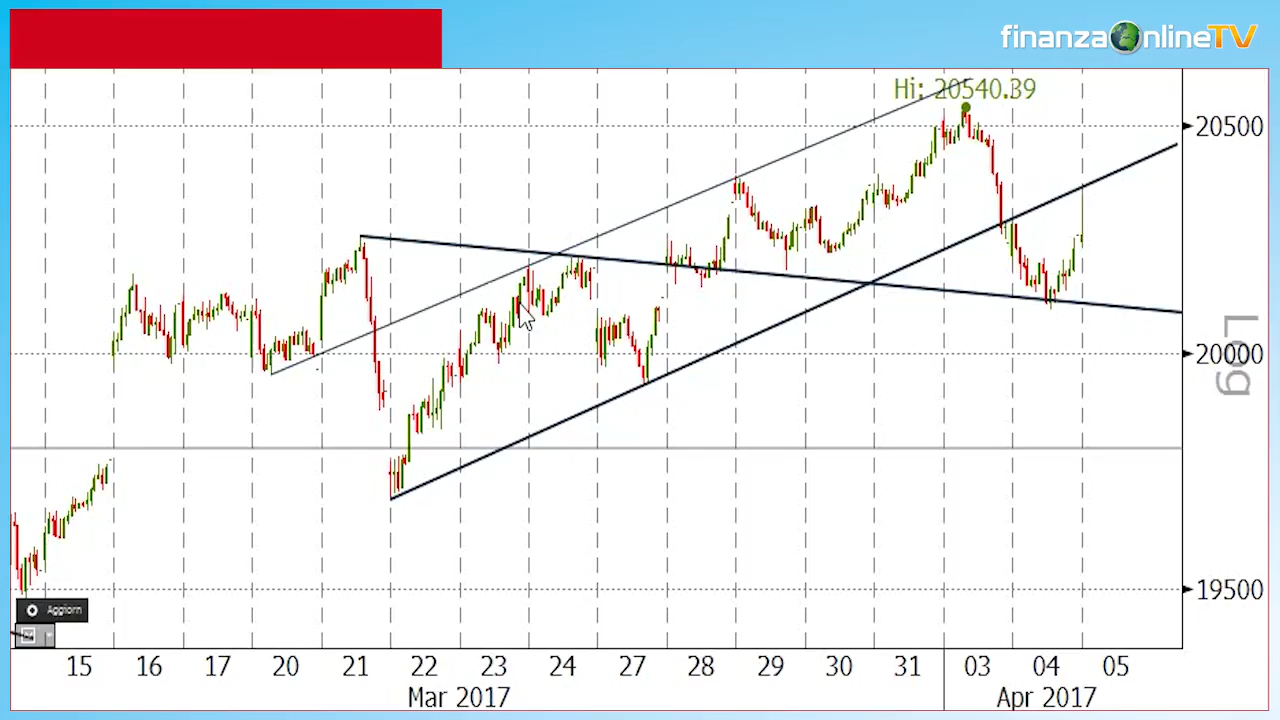 finanzaOnlineTV
Hi: 20540.39
20500
20000
Log
19500
Aggiorn
15 16 17 20 21 22 23 24 27 28 29 30 31 03 04 05
Mar 2017 Apr 2017